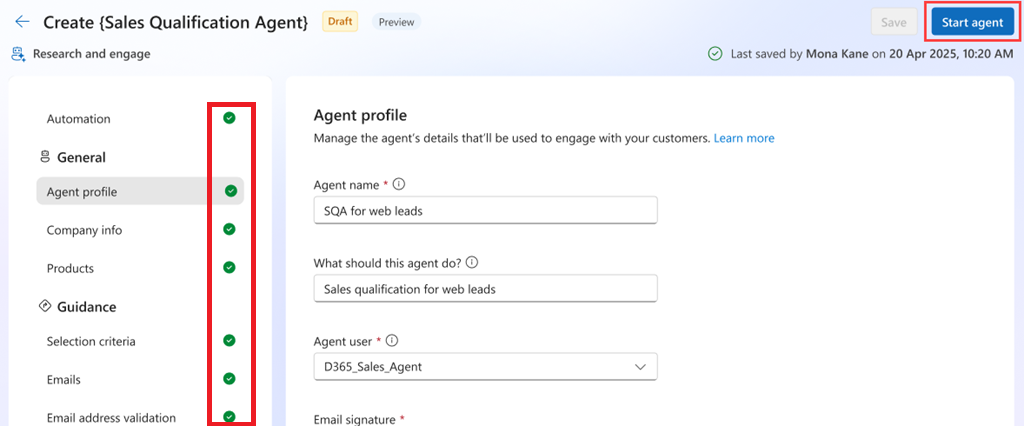 Create {Sales Qualification Agent} Draft Preview Save Start agent
Research and engage Last saved by Mona Kane on 20 Apr 2025, 10:20 AM
Automation
General
Agent profile
Company info
Products
Guidance
Selection criteria
Emails
Email address validation
Agent profile
Manage the agent's details that'll be used to engage with your customers. Learn more
Agent name *
SQA for web leads
What should this agent do?
Sales qualification for web leads
Agent user *
D365_Sales_Agent
Email signature *